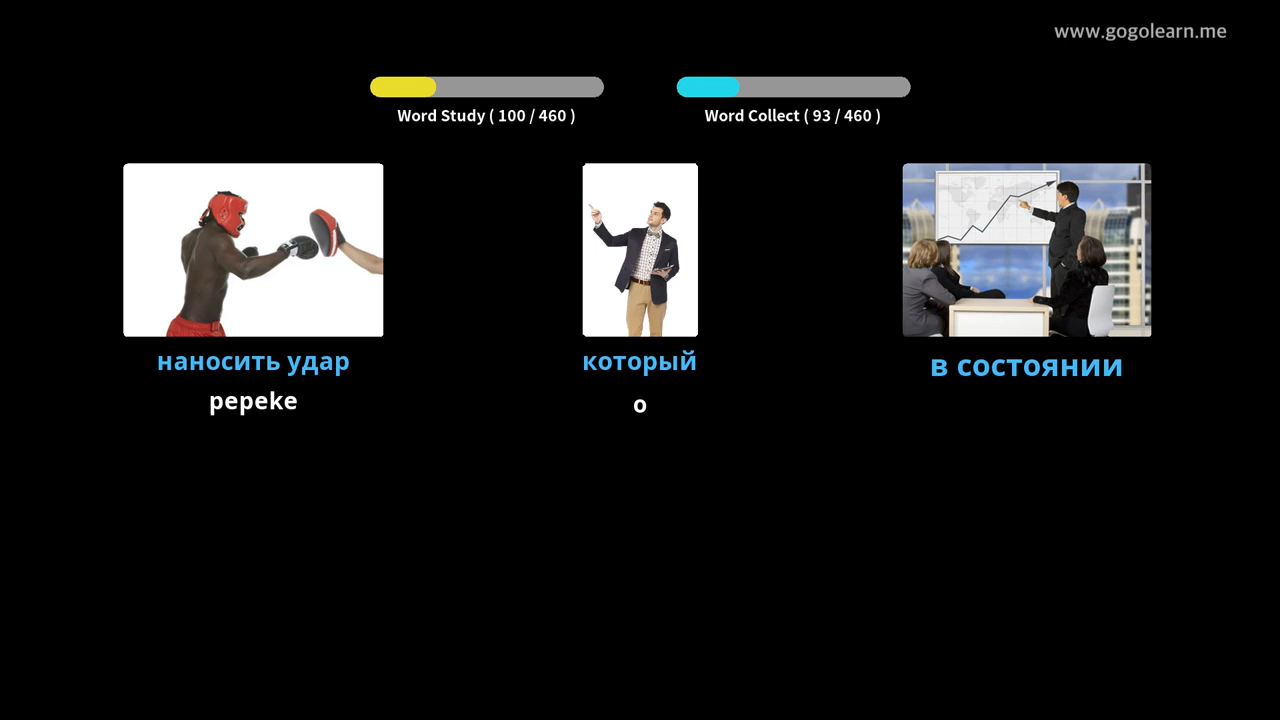 www.gogolearn.me
Word Study ( 100 / 460 )
Word Collect ( 93 / 460 )
наносить удар
pepeke
который
o
в состоянии